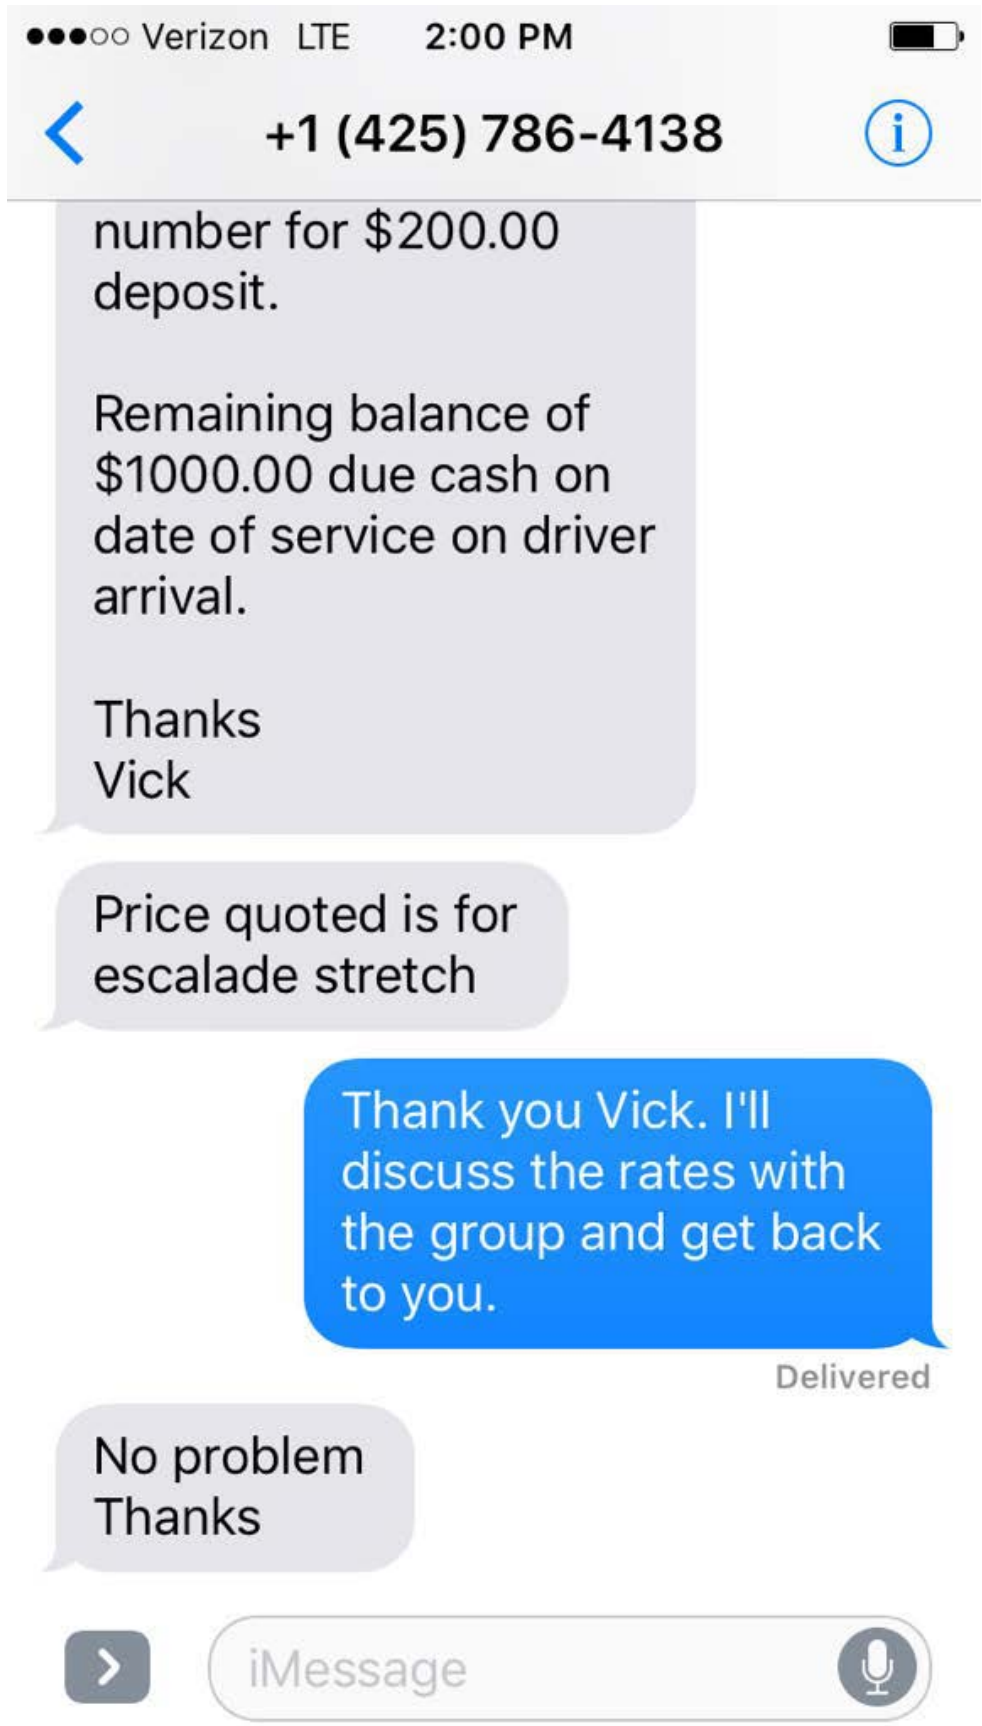 Verizon LTE 2:00 PM
+1 (425) 786-4138
number for $200.00
deposit.
Remaining balance of
$1000.00 due cash on
date of service on driver
arrival.
Thanks
Vick
Price quoted is for
escalade stretch
Thank you Vick. I'll
discuss the rates with
the group and get back
to you.
Delivered
No problem
Thanks
iMessage